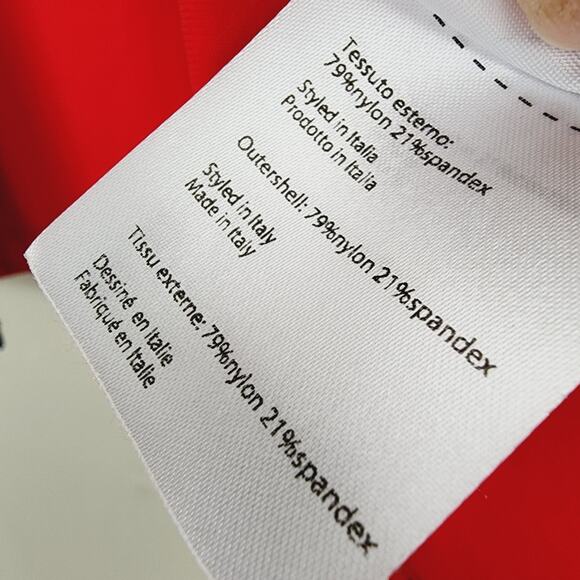 Tessuto esterno:
79%nylon 21%spandex
Styled in Italia
Prodotto in Italia
Outershell: 79%nylon 21%spandex
Styled in Italy
Made in Italy
Tissu externe: 79%nylon 21%spandex
Dessiné en Italie
Fabriqué en Italie